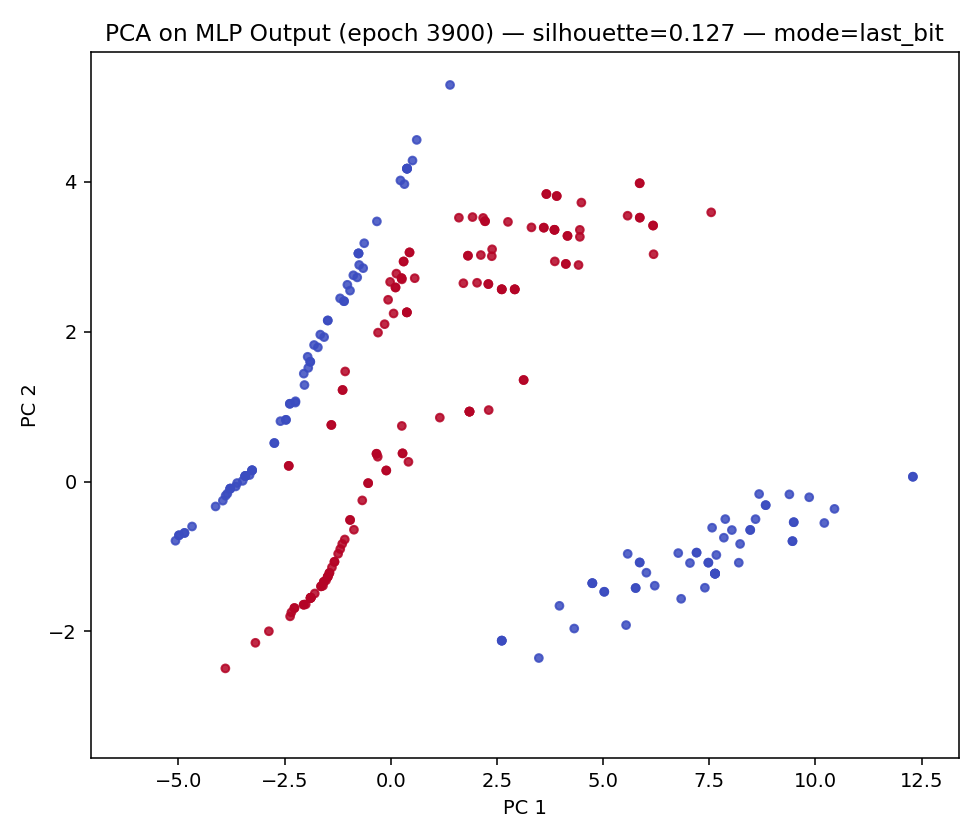 PCA on MLP Output (epoch 3900) — silhouette=0.127 — mode=last_bit
4
2
0
−2
PC 2
−5.0 −2.5 0.0 2.5 5.0 7.5 10.0 12.5
PC 1